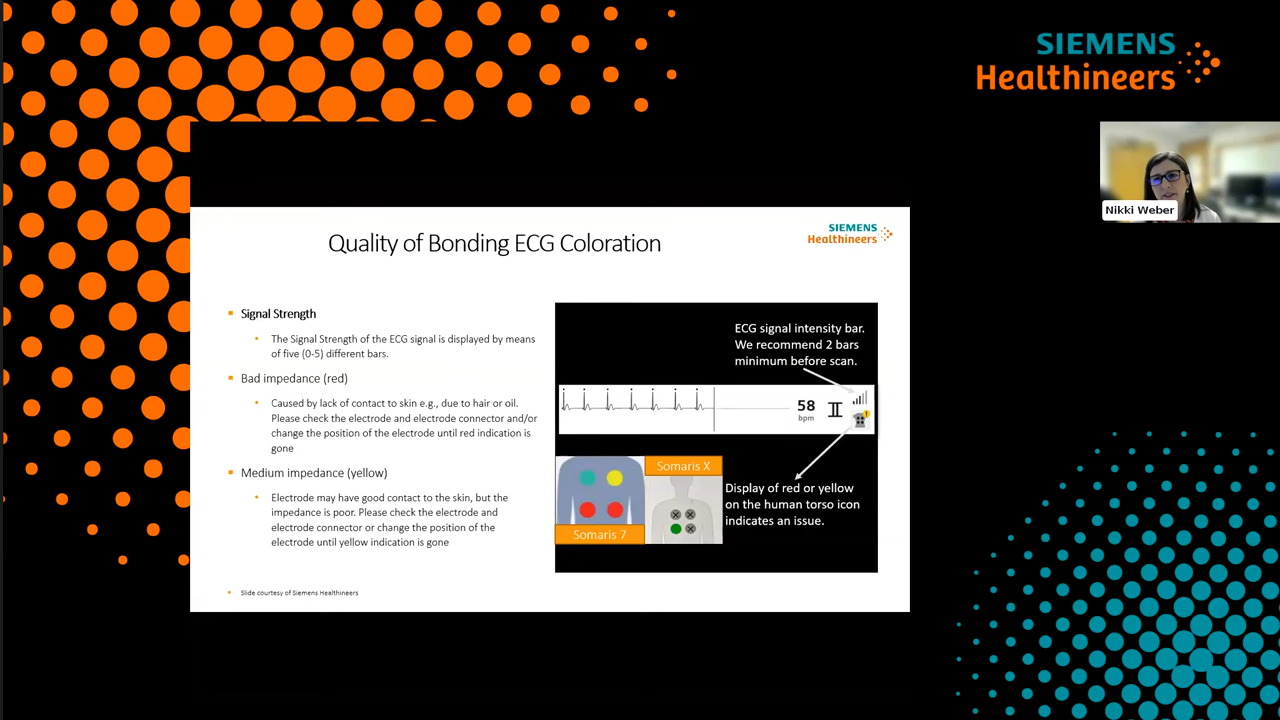 SIEMENS
Healthineers
Nikki Weber
SIEMENS
Healthineers
Quality of Bonding ECG Coloration
▪ Signal Strength
• The Signal Strength of the ECG signal is displayed by means
of five (0-5) different bars.
▪ Bad impedance (red)
• Caused by lack of contact to skin e.g., due to hair or oil.
Please check the electrode and electrode connector and/or
change the position of the electrode until red indication is
gone
▪ Medium impedance (yellow)
• Electrode may have good contact to the skin, but the
impedance is poor. Please check the electrode and
electrode connector or change the position of the
electrode until yellow indication is gone
▪ Slide courtesy of Siemens Healthineers
ECG signal intensity bar.
We recommend 2 bars
minimum before scan.
58
bpm
II
Somaris X
Somaris 7
Display of red or yellow
on the human torso icon
indicates an issue.